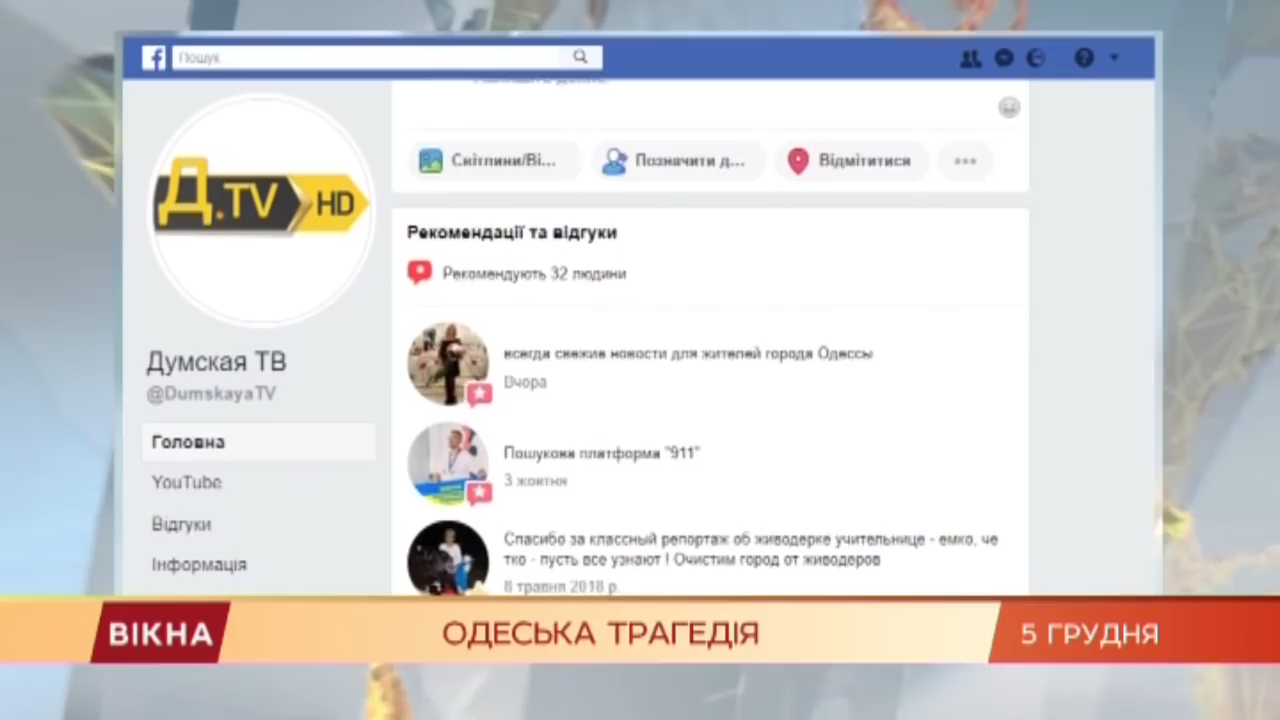 Пошук
Д.TV HD
Світлини/Ві...
Позначити д...
Відмітитися
Рекомендації та відгуки
Рекомендують 32 людини
Думская ТВ
@DumskayaTV
всегда свежие новости для жителей города Одессы
Вчора
Головна
Пошукова платформа "911"
3 жовтня
YouTube
Відгуки
Інформація
Спасибо за классный репортаж об живодерке учительнице - емко, че
тко - пусть все узнают ! Очистим город от живодеров
8 травня 2018 р.
ВІКНА
ОДЕСЬКА ТРАГЕДІЯ
5 ГРУДНЯ